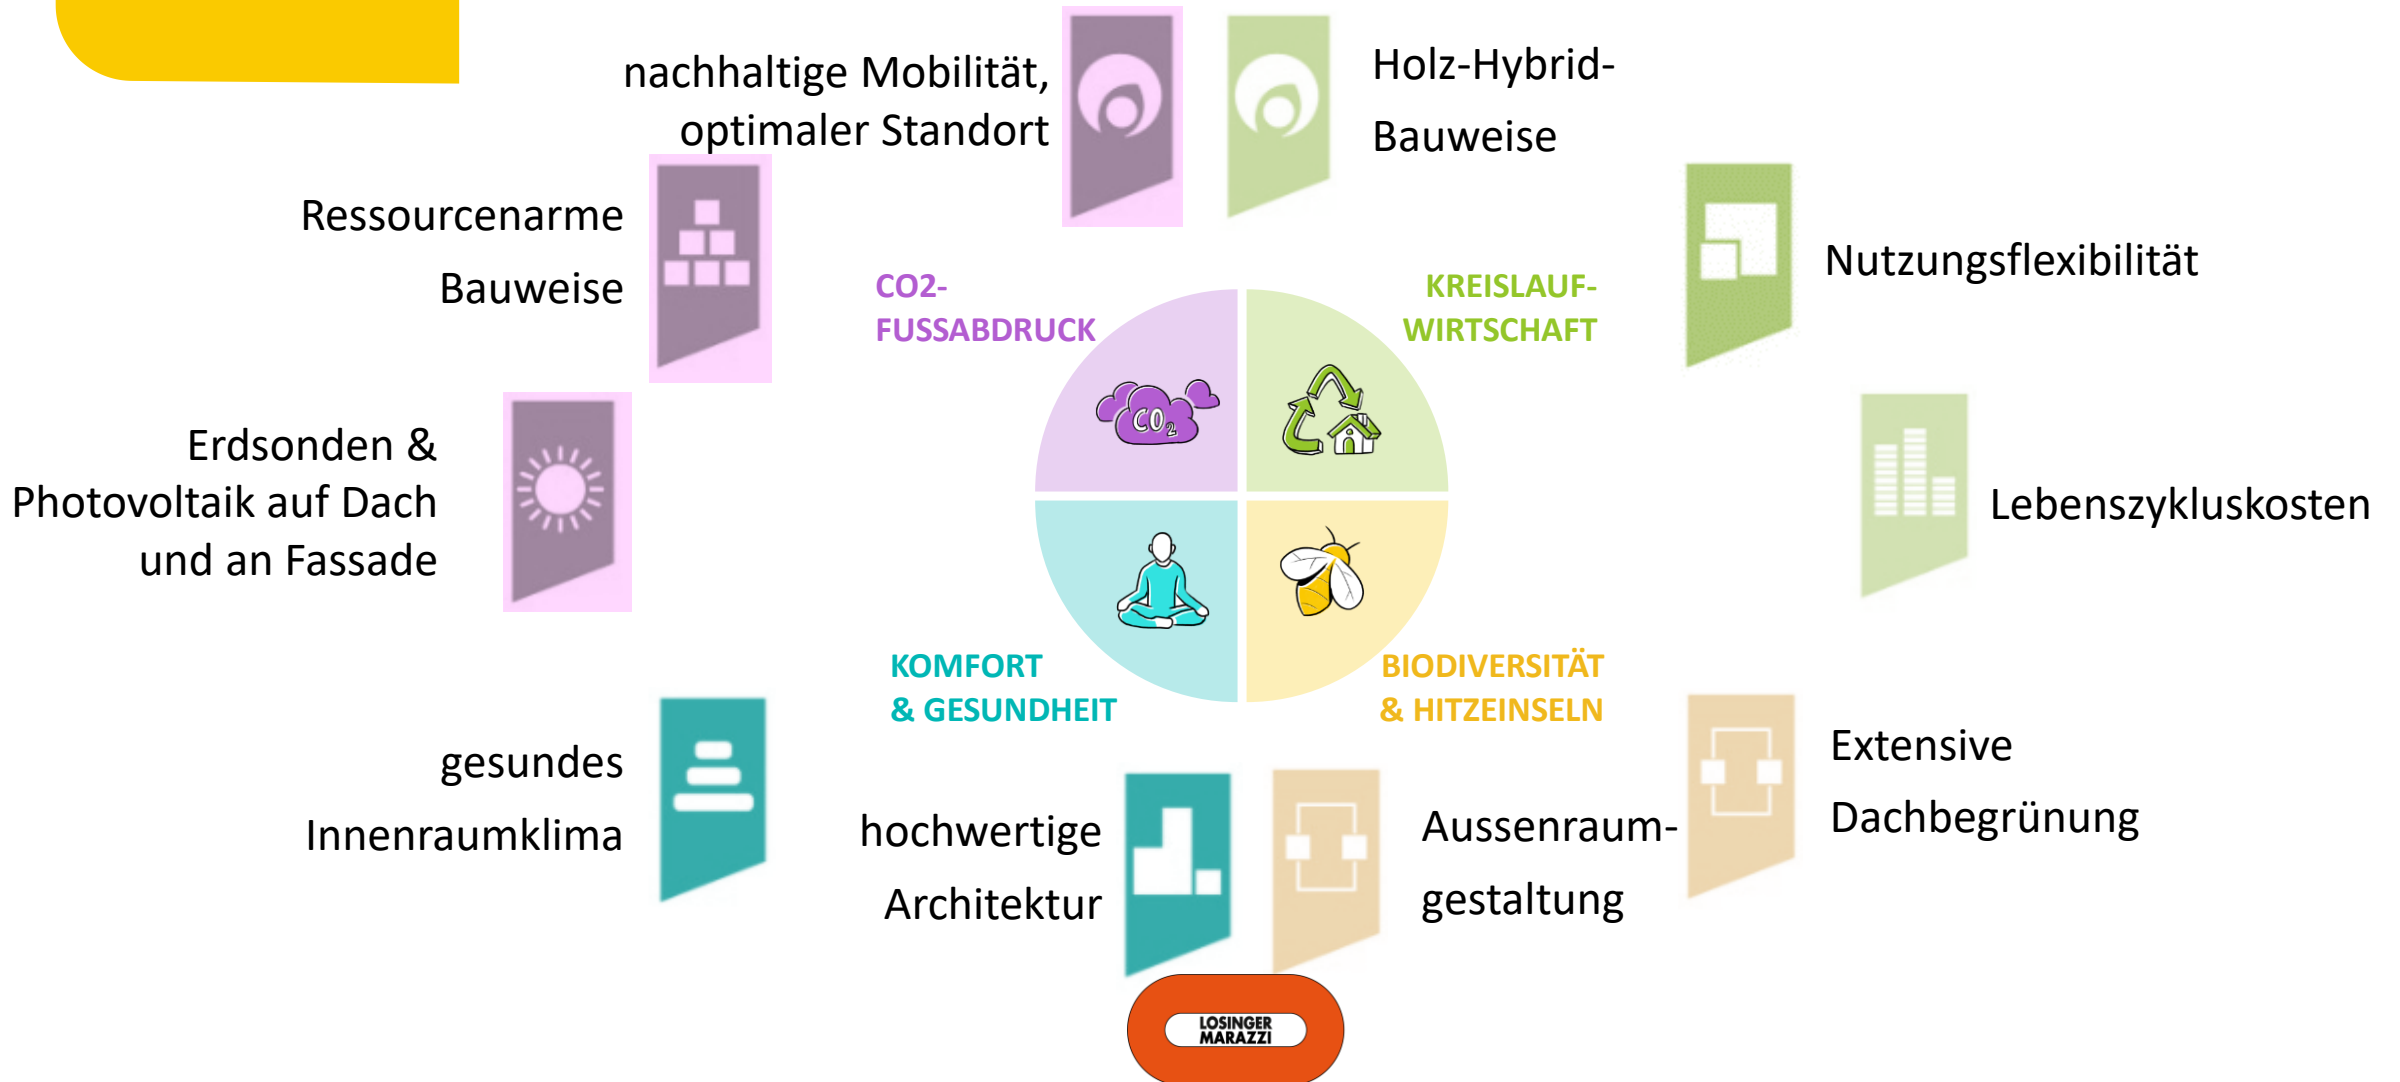 nachhaltige Mobilität,
optimaler Standort
Holz-Hybrid-
Bauweise
Ressourcenarme
Bauweise
Nutzungsflexibilität
CO2-
FUSSABDRUCK
KREISLAUF-
WIRTSCHAFT
CO2
Erdsonden &
Photovoltaik auf Dach
und an Fassade
Lebenszykluskosten
KOMFORT
& GESUNDHEIT
BIODIVERSITÄT
& HITZEINSELN
gesundes
Innenraumklima
hochwertige
Architektur
Aussenraum-
gestaltung
Extensive
Dachbegrünung
LOSINGER
MARAZZI